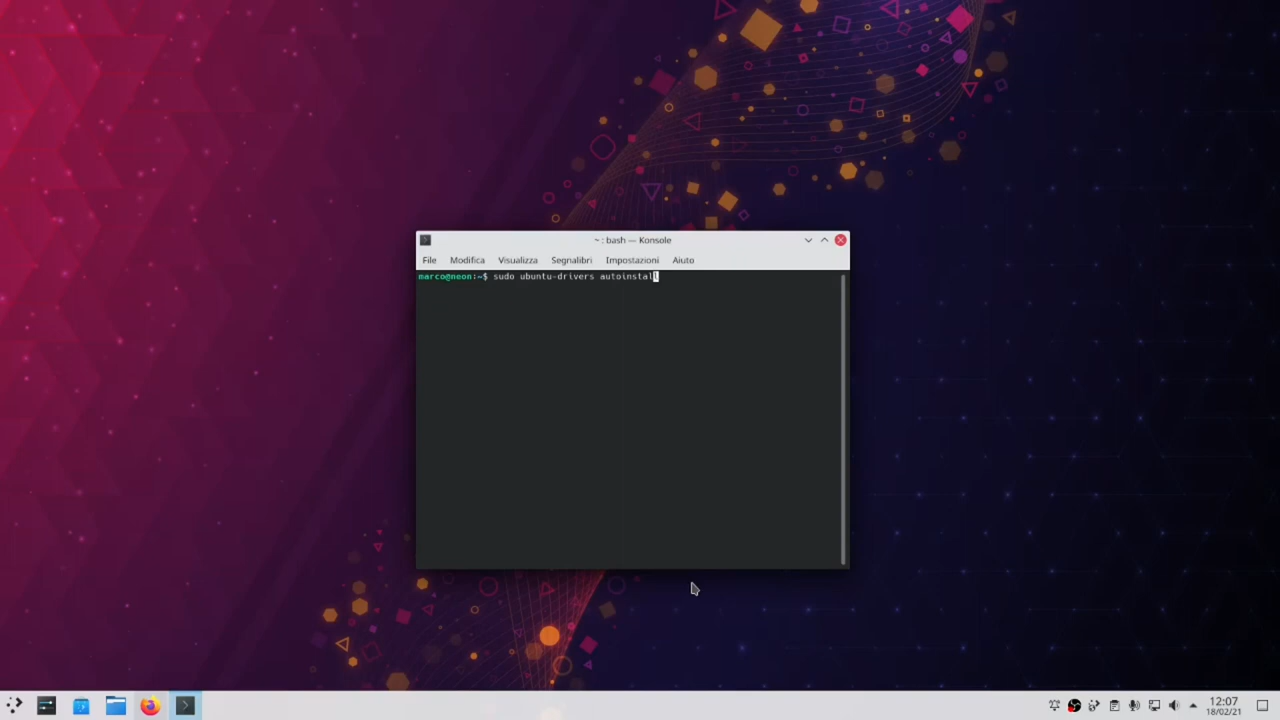 ~ : bash — Konsole
File Modifica Visualizza Segnalibri Impostazioni Aiuto
marco@neon:~$ sudo ubuntu-drivers autoinstall
12:07
18/02/21